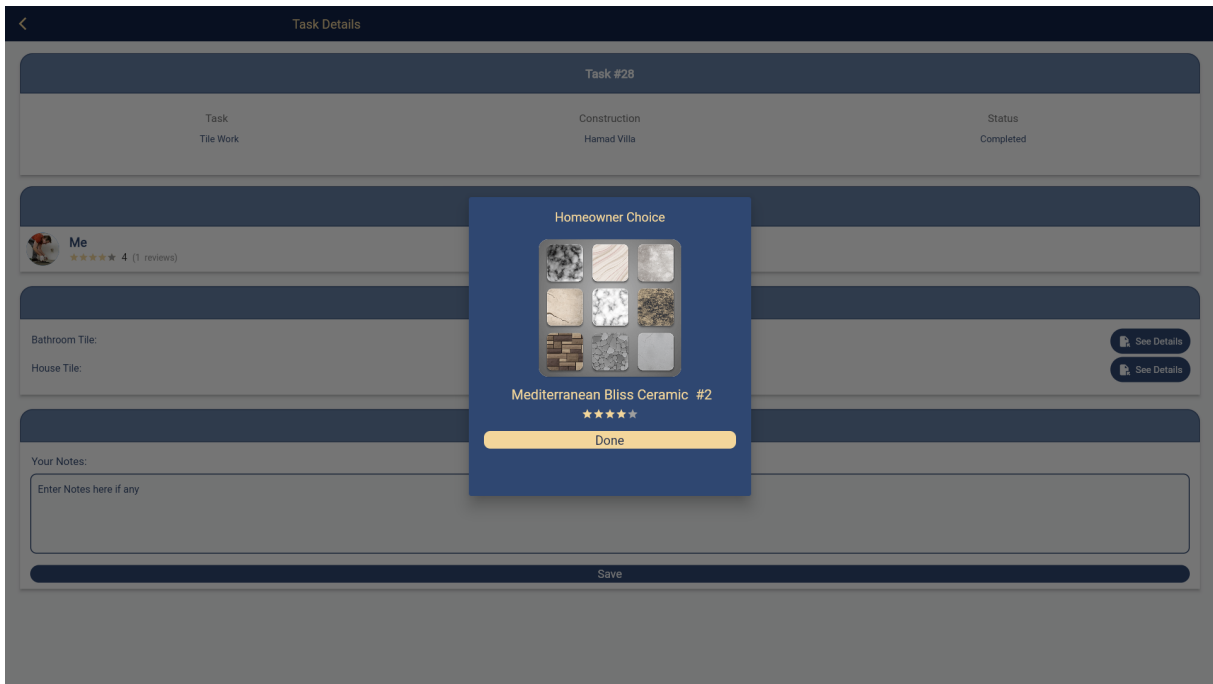 Task Details
Task #28
Task Construction Status
Tile Work Hamad Villa Completed
Me
4 (1 reviews)
Homeowner Choice
Mediterranean Bliss Ceramic #2
Done
Bathroom Tile: See Details
House Tile: See Details
Your Notes:
Enter Notes here if any
Save